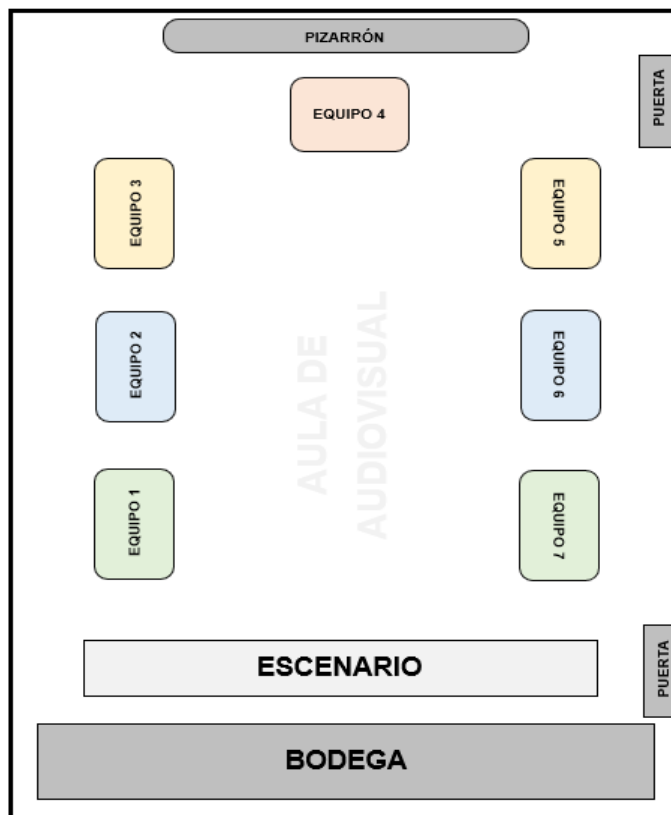 PIZARRÓN
PUERTA
EQUIPO 4
EQUIPO 3
EQUIPO 5
EQUIPO 2
AULA DE
AUDIOVISUAL
EQUIPO 6
EQUIPO 1
EQUIPO 7
ESCENARIO
PUERTA
BODEGA